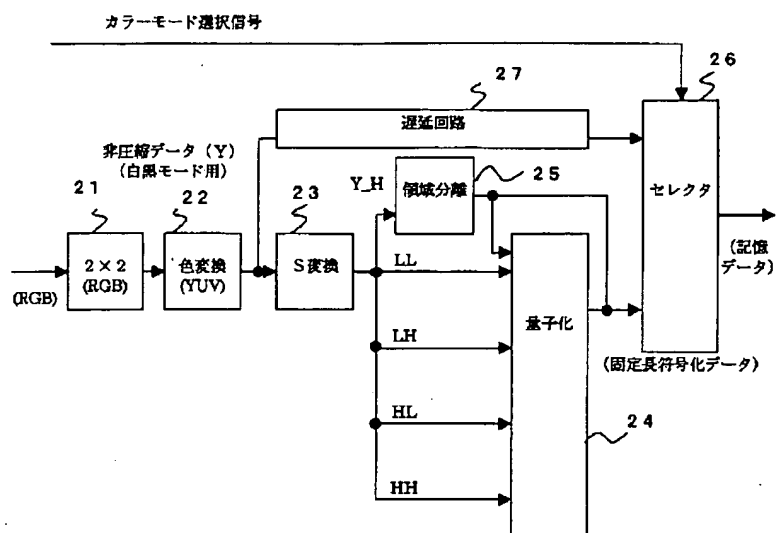 カラーモード選択信号
26
27
遅延回路
非圧縮データ(Y)
(白黒モード用)
Y_H
領域分離
25
セレクタ
21
22
23
2×2
(RGB)
色変換
(YUV)
S変換
LL
(RGB)
(記憶
データ)
量子化
LH
(固定長符号化データ)
HL
24
HH